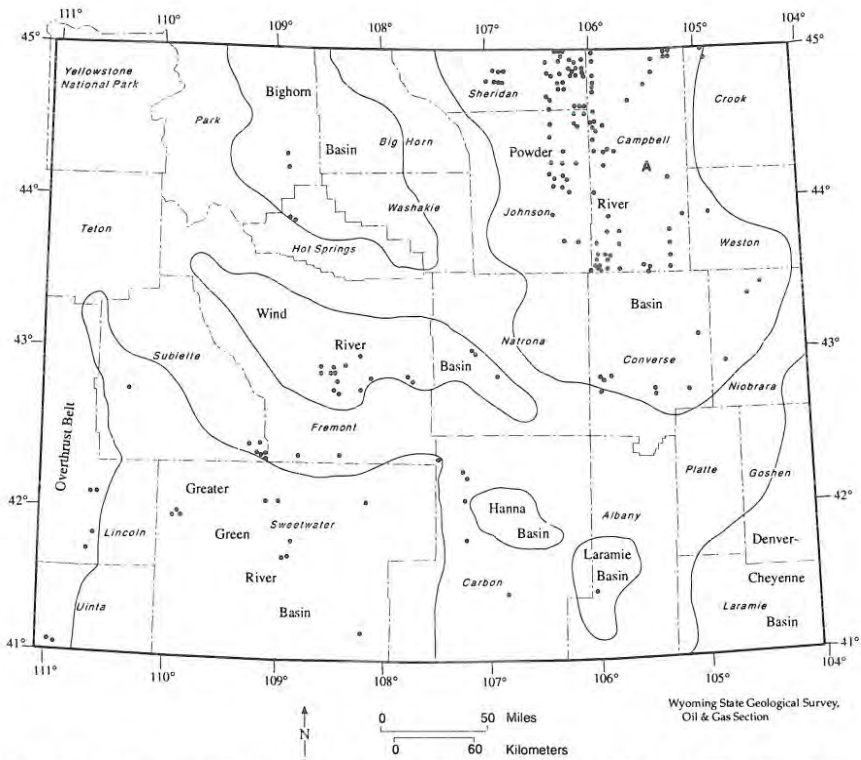 111° 110° 109° 108° 107° 106° 105° 104°
45° 45°
Yellowstone
National Park
Bighorn
Sheridan
Crook
Park
Big Horn
Campbell
Basin
Powder
A
44° 44°
Washakie
Johnson
River
Teton
Hot Springs
Weston
Wind
Basin
43° 43°
River
Natrona
Sublette
Basin
Converse
Niobrara
Overthrust Belt
Fremont
Platte
Goshen
Greater
42° 42°
Hanna
Albany
Lincoln
Green
Sweetwater
Basin
Denver-
Laramie
River
Carbon
Basin
Cheyenne
Uinta
Basin
Laramie
Basin
41° 41°
111° 110° 109° 108° 107° 106° 105° 104°
N
0 50 Miles
0 60 Kilometers
Wyoming State Geological Survey,
Oil & Gas Section